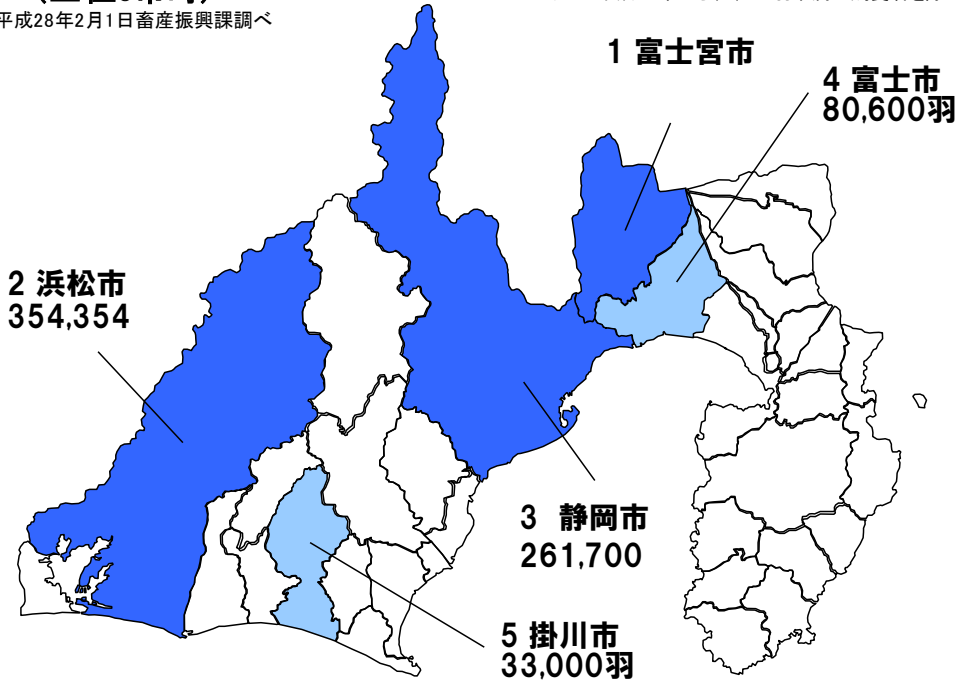 平成28年2月1日畜産振興課調べ
1 富士宮市
4 富士市
80,600羽
2 浜松市
354,354
3 静岡市
261,700
5 掛川市
33,000羽